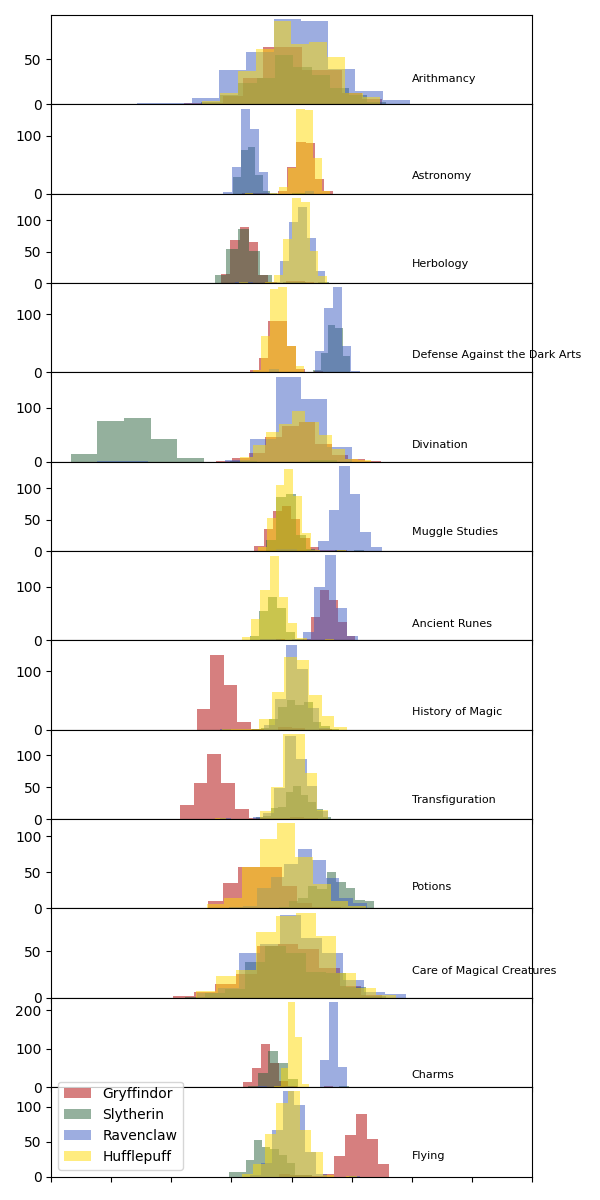 50
0
Arithmancy
100
0
Astronomy
100
50
0
Herbology
100
0
Defense Against the Dark Arts
100
0
Divination
100
50
0
Muggle Studies
100
0
Ancient Runes
100
0
History of Magic
100
50
0
Transfiguration
100
50
0
Potions
50
0
Care of Magical Creatures
200
100
0
Charms
Gryffindor
Slytherin
Ravenclaw
Hufflepuff
100
50
0
Flying